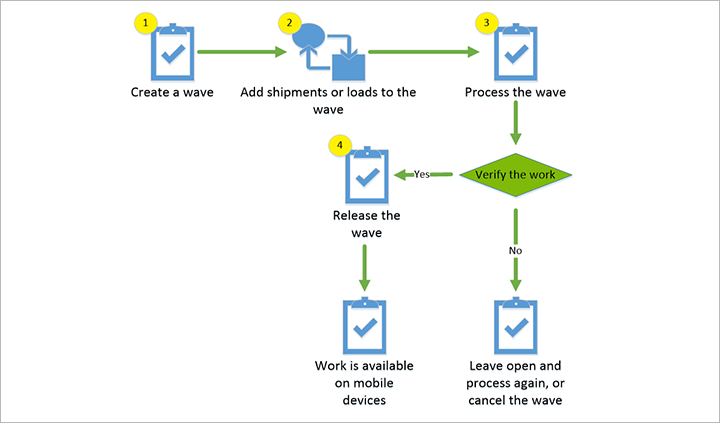 1
Create a wave
2
Add shipments or loads to the
wave
3
Process the wave
Verify the work
Yes
4
Release the
wave
No
Work is available
on mobile
devices
Leave open and
process again, or
cancel the wave